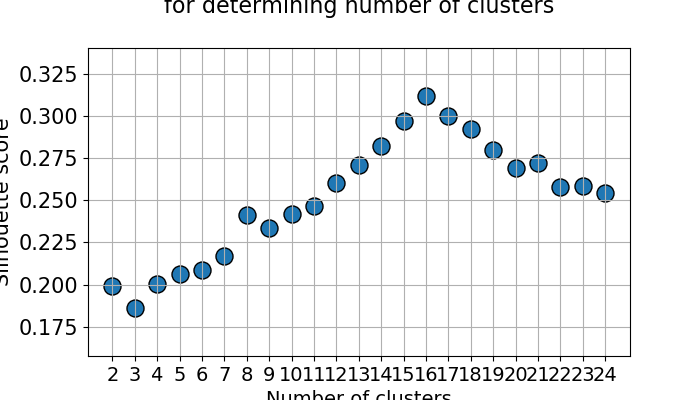 for determining number of clusters
0.325
0.300
0.275
0.250
0.225
0.200
0.175
Silhouette score
2 3 4 5 6 7 8 9 10 11 12 13 14 15 16 17 18 19 20 21 22 23 24
Number of clusters